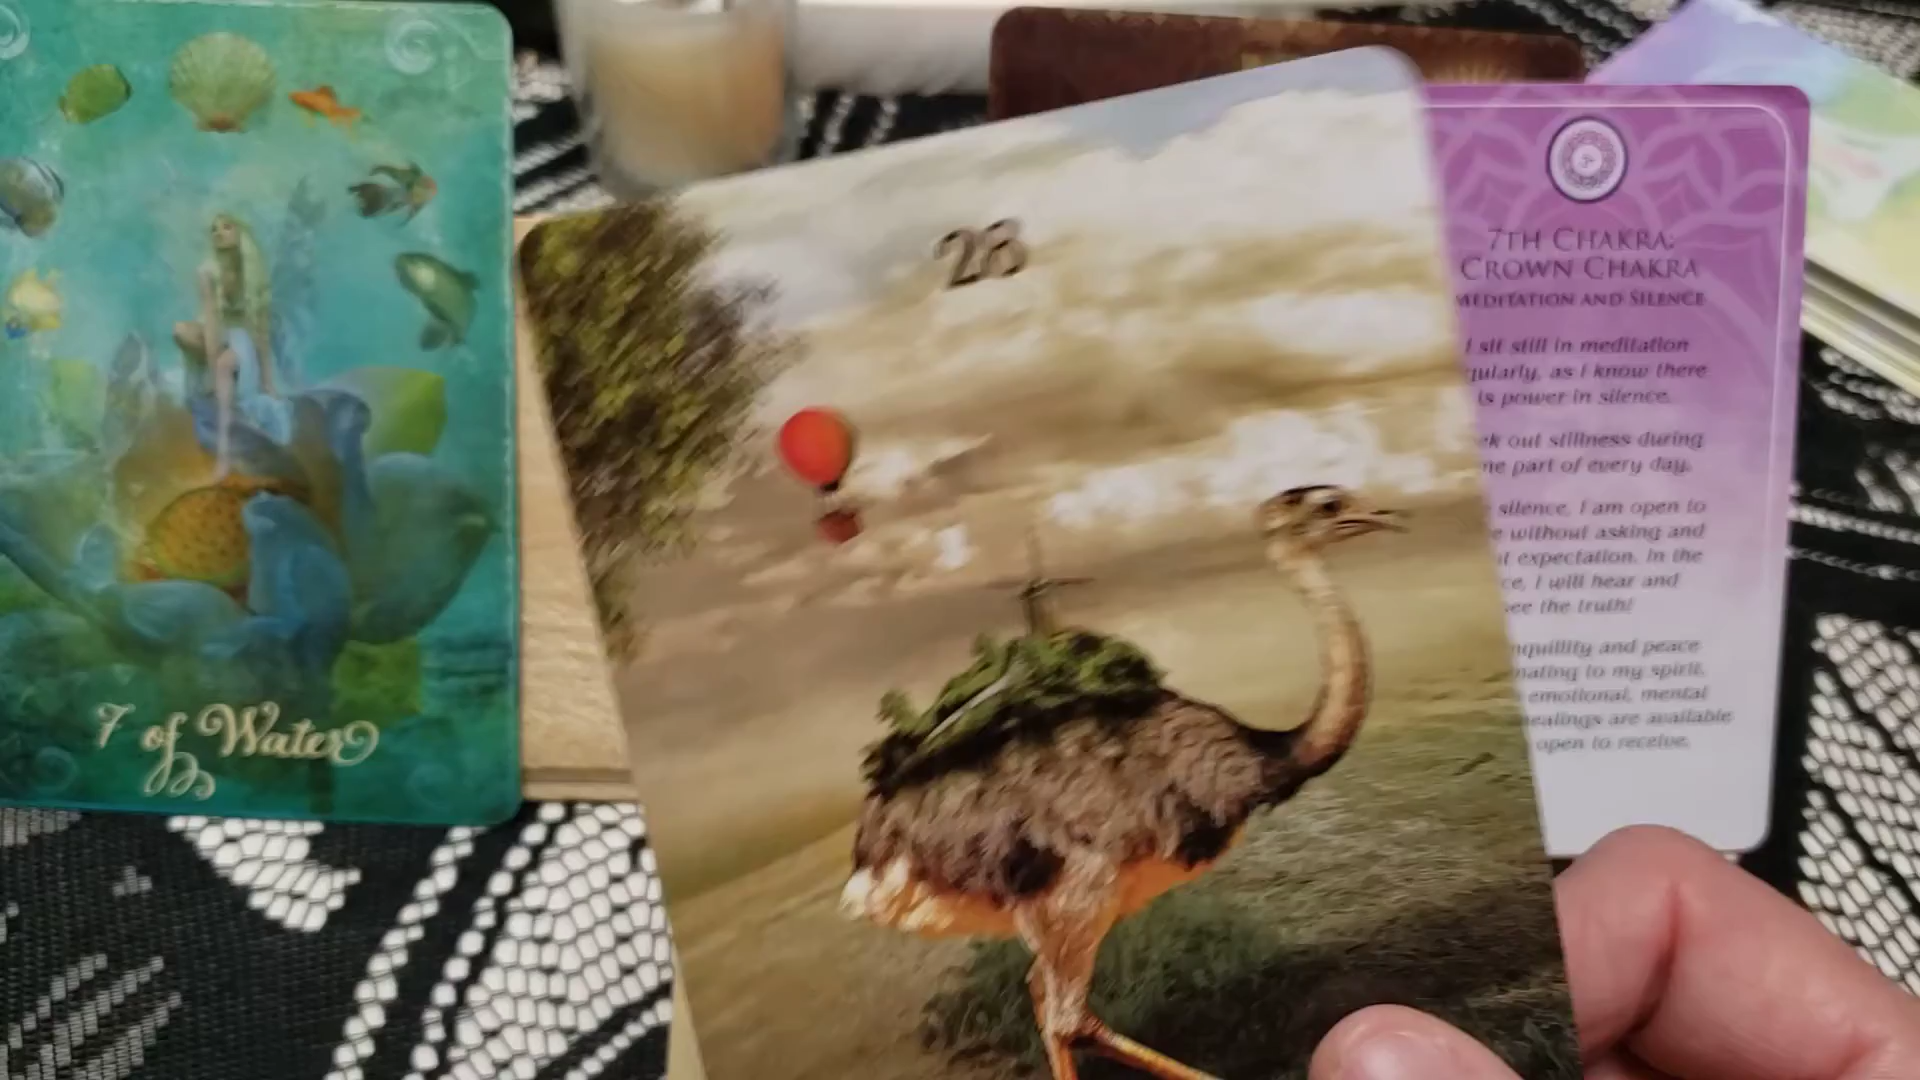 7 of Water
28
7TH CHAKRA:
CROWN CHAKRA
MEDITATION AND SILENCE
I sit still in meditation
as I know there
is power in silence.
out stillness during
part of every day.
silence, I am open to
without asking and
expectation. In the
I will hear and
the truth!
and peace
to my spirit.
emotional, mental
are available
open to receive.